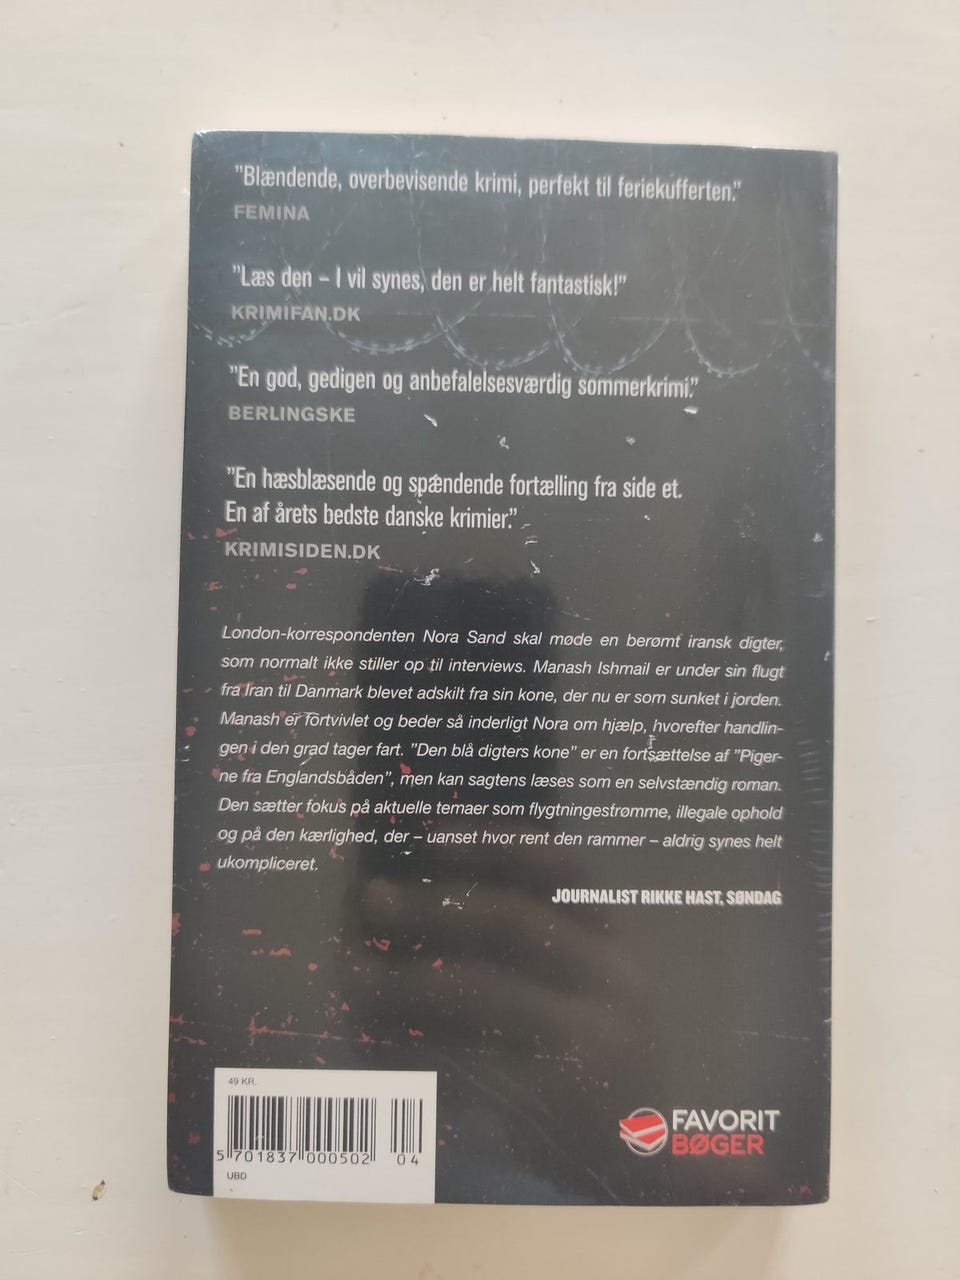 ”Blændende, overbevisende krimi, perfekt til feriekufferten.”
FEMINA
”Læs den – I vil synes, den er helt fantastisk!”
KRIMIFAN.DK
”En god, gedigen og anbefalelsesværdig sommerkrimi.”
BERLINGSKE
”En hæsblæsende og spændende fortælling fra side et.
En af årets bedste danske krimier.”
KRIMISIDEN.DK
London-korrespondenten Nora Sand skal møde en berømt iransk digter,
som normalt ikke stiller op til interviews. Manash Ishmail er under sin flugt
fra Iran til Danmark blevet adskilt fra sin kone, der nu er som sunket i jorden.
Manash er fortvivlet og beder så inderligt Nora om hjælp, hvorefter handlin-
gen i den grad tager fart. ”Den blå digters kone” er en fortsættelse af ”Piger-
ne fra Englandsbåden”, men kan sagtens læses som en selvstændig roman.
Den sætter fokus på aktuelle temaer som flygtningestrømme, illegale ophold
og på den kærlighed, der – uanset hvor rent den rammer – aldrig synes helt
ukompliceret.
JOURNALIST RIKKE HAST, SØNDAG
49 KR.
5 701837 000502 04
UBD
FAVORIT
BØGER